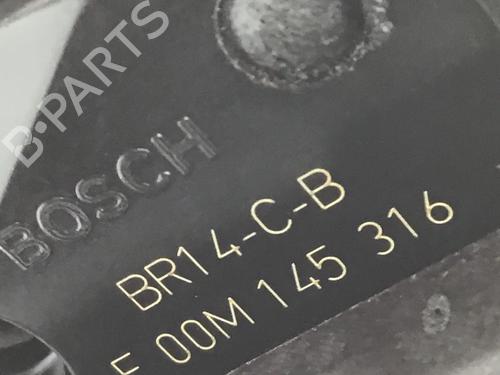 B-PARTS
BOSCH
BR14-C-B
F 00M 145 316